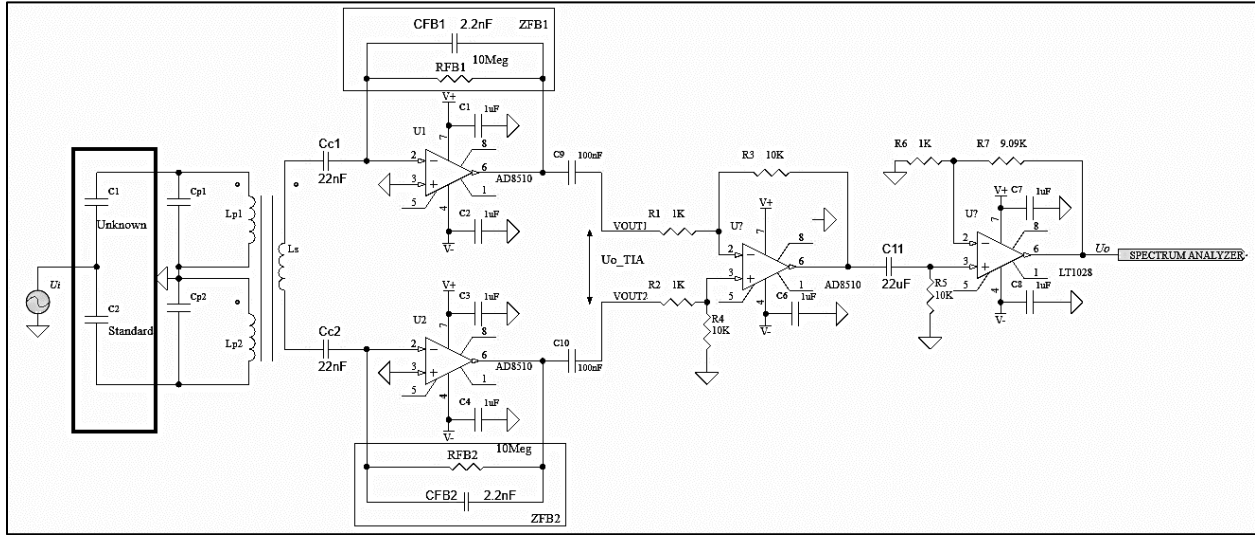 CFB1 2.2nF ZFB1
10Meg
RFB1
V+
C1 1uF
U1
7
8
2
3
6
1
5
4
AD8510
C2 1uF
V-
Cc1
22nF
C9
100nF
C1
Unknown
C2
Standard
Ui
Cp1
Cp2
Lp1
Lp2
Ls
VOUT1
Uo_TIA
VOUT2
R1 1K
R2 1K
R3 10K
U?
V+
7
8
2
3
6
1
5
4
AD8510
C6
1uF
V-
R4
10K
C11
22uF
R5
10K
R6 1K
R7 9.09K
V+
C7
1uF
U?
7
8
2
3
6
1
5
4
LT1028
C8 1uF
V-
Uo
SPECTRUM ANALYZER
Cc2
22nF
V+
C3 1uF
U2
7
8
2
3
6
1
5
4
AD8510
C4 1uF
V-
C10
100nF
10Meg
RFB2
CFB2 2.2nF
ZFB2